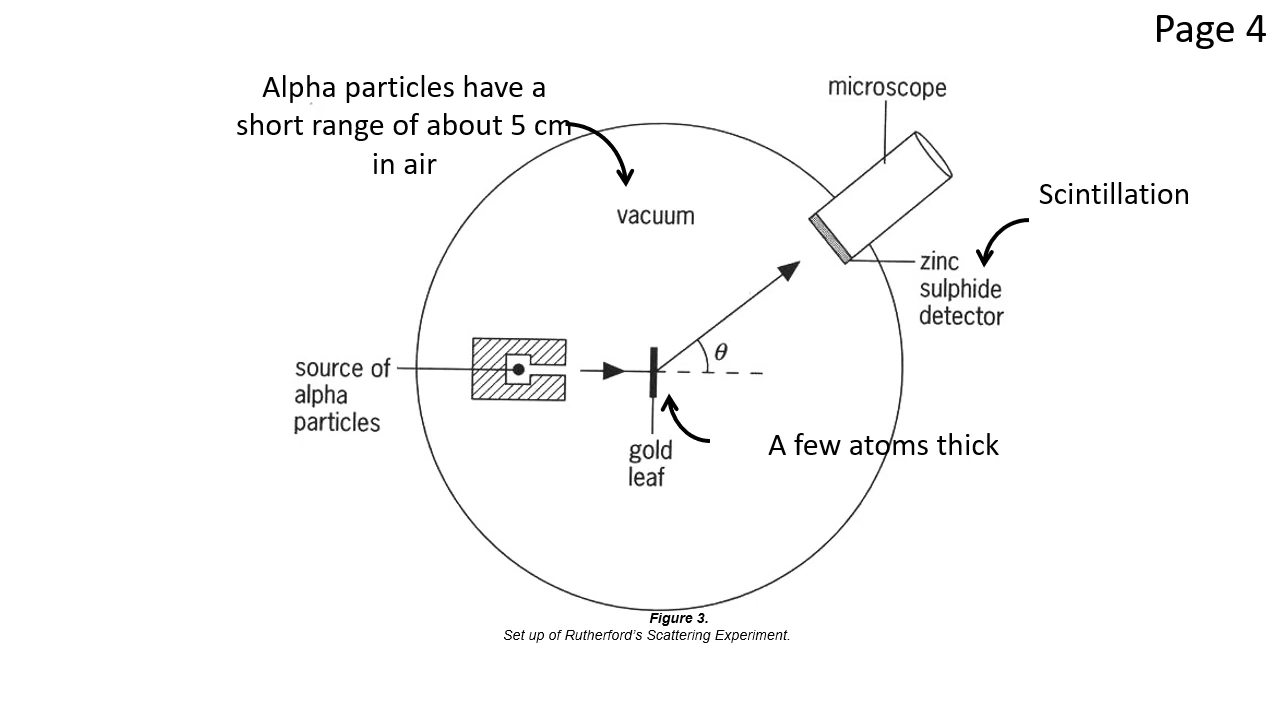 Page 4
Alpha particles have a
short range of about 5 cm
in air
microscope
Scintillation
vacuum
zinc
sulphide
detector
θ
source of
alpha
particles
gold
leaf
A few atoms thick
Figure 3.
Set up of Rutherford’s Scattering Experiment.